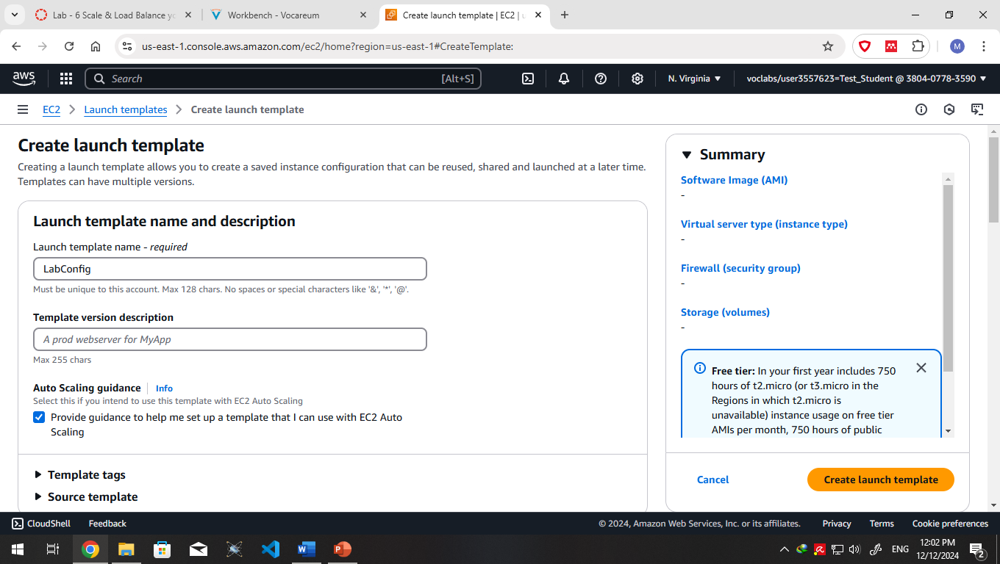 Lab - 6 Scale & Load Balance yo
Workbench - Vocareum
Create launch template | EC2 | u
us-east-1.console.aws.amazon.com/ec2/home?region=us-east-1#CreateTemplate:
M
aws
Search
[Alt+S]
N. Virginia
voclabs/user3557623=Test_Student @ 3804-0778-3590
EC2
Launch templates
Create launch template
Create launch template
Creating a launch template allows you to create a saved instance configuration that can be reused, shared and launched at a later time.
Templates can have multiple versions.
Launch template name and description
Launch template name - required
LabConfig
Must be unique to this account. Max 128 chars. No spaces or special characters like '&', '*', '@'.
Template version description
A prod webserver for MyApp
Max 255 chars
Auto Scaling guidance
Info
Select this if you intend to use this template with EC2 Auto Scaling
Provide guidance to help me set up a template that I can use with EC2 Auto
Scaling
Template tags
Source template
Summary
Software Image (AMI)
-
Virtual server type (instance type)
-
Firewall (security group)
-
Storage (volumes)
-
Free tier: In your first year includes 750
hours of t2.micro (or t3.micro in the
Regions in which t2.micro is
unavailable) instance usage on free tier
AMIs per month, 750 hours of public
Cancel
Create launch template
CloudShell
Feedback
© 2024, Amazon Web Services, Inc. or its affiliates.
Privacy
Terms
Cookie preferences
ENG
12:02 PM
12/12/2024
2